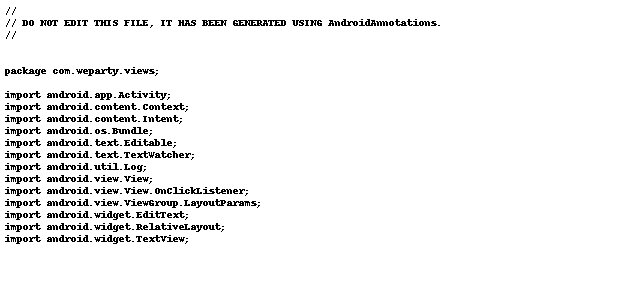 //
// DO NOT EDIT THIS FILE, IT HAS BEEN GENERATED USING AndroidAnnotations.
//
package com.weparty.views;
import android.app.Activity;
import android.content.Context;
import android.content.Intent;
import android.os.Bundle;
import android.text.Editable;
import android.text.TextWatcher;
import android.util.Log;
import android.view.View;
import android.view.View.OnClickListener;
import android.view.ViewGroup.LayoutParams;
import android.widget.EditText;
import android.widget.RelativeLayout;
import android.widget.TextView;